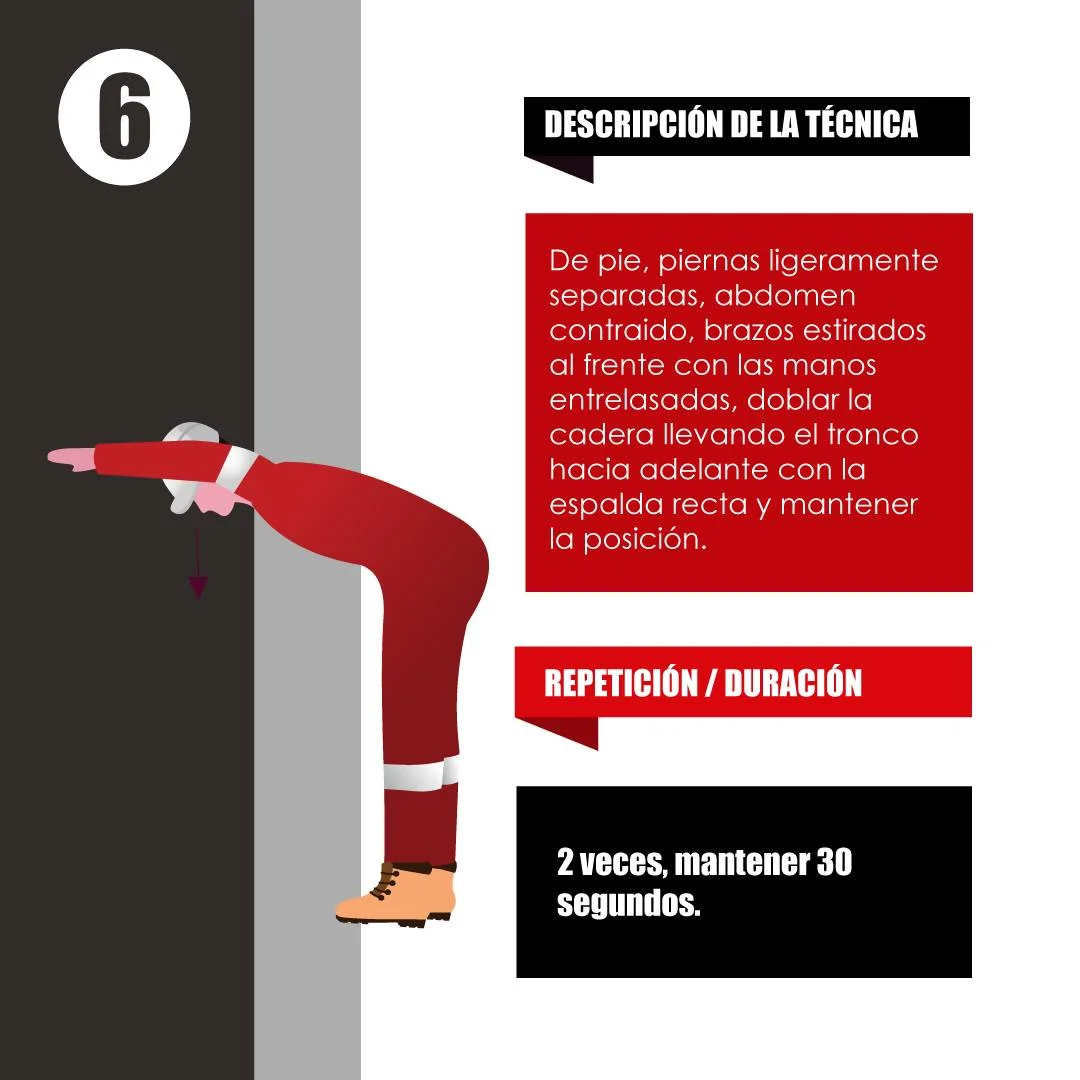 6
DESCRIPCIÓN DE LA TÉCNICA
De pie, piernas ligeramente
separadas, abdomen
contraido, brazos estirados
al frente con las manos
entrelasadas, doblar la
cadera llevando el tronco
hacia adelante con la
espalda recta y mantener
la posición.
REPETICIÓN / DURACIÓN
2 veces, mantener 30
segundos.